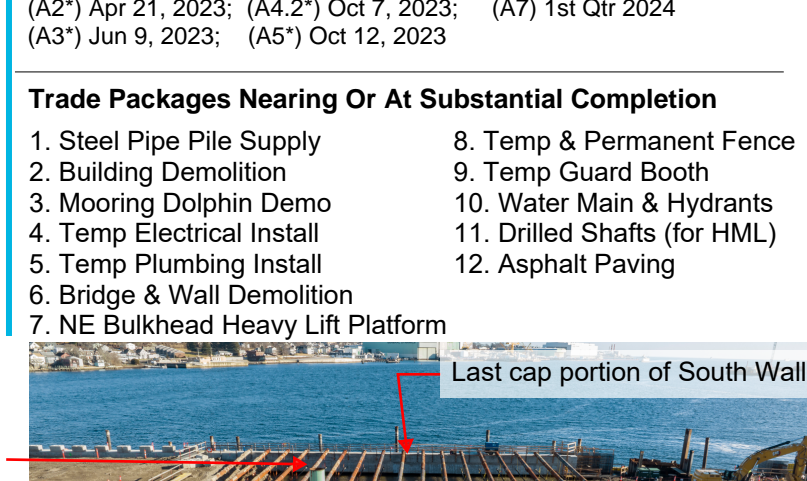 (A2*) Apr 21, 2023; (A4.2*) Oct 7, 2023; (A7) 1st Qtr 2024
(A3*) Jun 9, 2023; (A5*) Oct 12, 2023
Trade Packages Nearing Or At Substantial Completion
1. Steel Pipe Pile Supply
2. Building Demolition
3. Mooring Dolphin Demo
4. Temp Electrical Install
5. Temp Plumbing Install
6. Bridge & Wall Demolition
7. NE Bulkhead Heavy Lift Platform
8. Temp & Permanent Fence
9. Temp Guard Booth
10. Water Main & Hydrants
11. Drilled Shafts (for HML)
12. Asphalt Paving
Last cap portion of South Wall